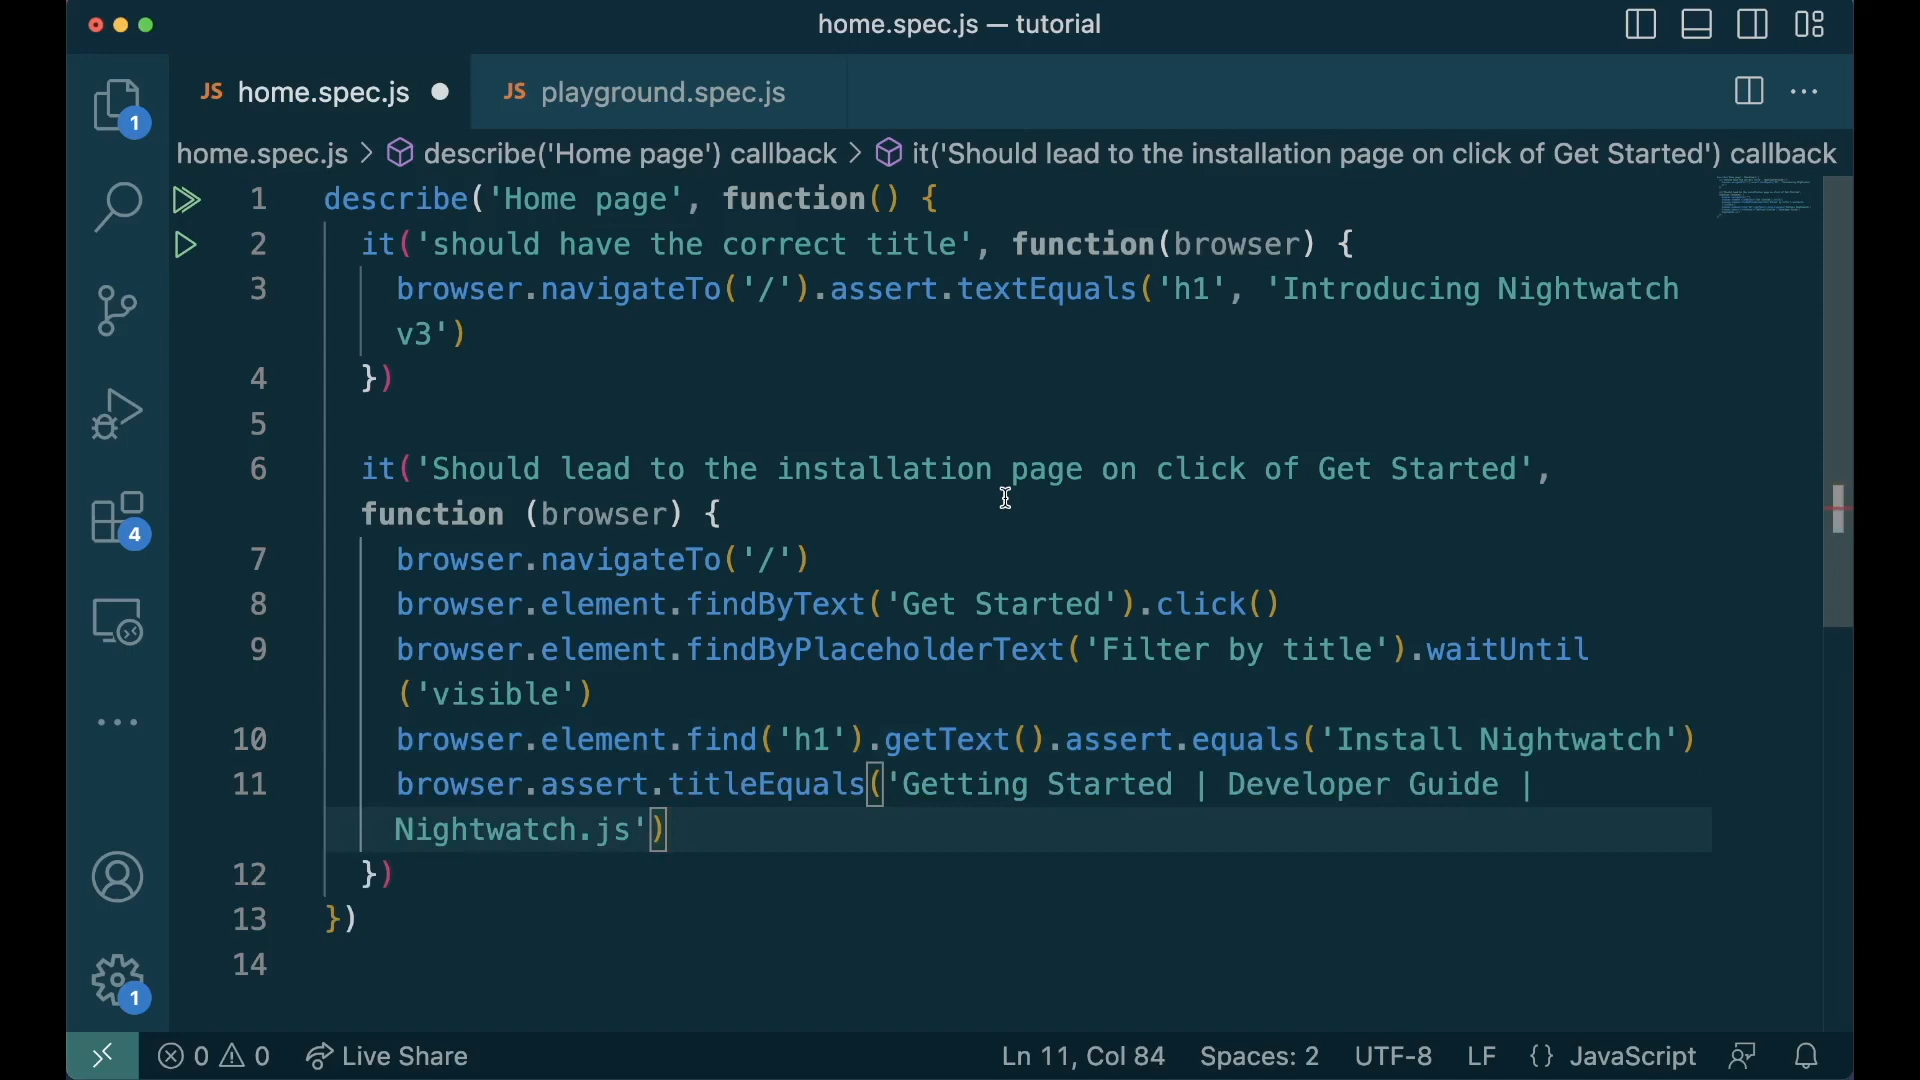 home.spec.js — tutorial
JS home.spec.js JS playground.spec.js
home.spec.js > describe('Home page') callback > it('Should lead to the installation page on click of Get Started') callback
1 describe('Home page', function() {
2 it('should have the correct title', function(browser) {
3 browser.navigateTo('/').assert.textEquals('h1', 'Introducing Nightwatch
v3')
4 })
5
6 it('Should lead to the installation page on click of Get Started',
function (browser) {
7 browser.navigateTo('/')
8 browser.element.findByText('Get Started').click()
9 browser.element.findByPlaceholderText('Filter by title').waitUntil
('visible')
10 browser.element.find('h1').getText().assert.equals('Install Nightwatch')
11 browser.assert.titleEquals('Getting Started | Developer Guide |
Nightwatch.js')
12 })
13 })
14
1
4
1
0 0 Live Share Ln 11, Col 84 Spaces: 2 UTF-8 LF {} JavaScript